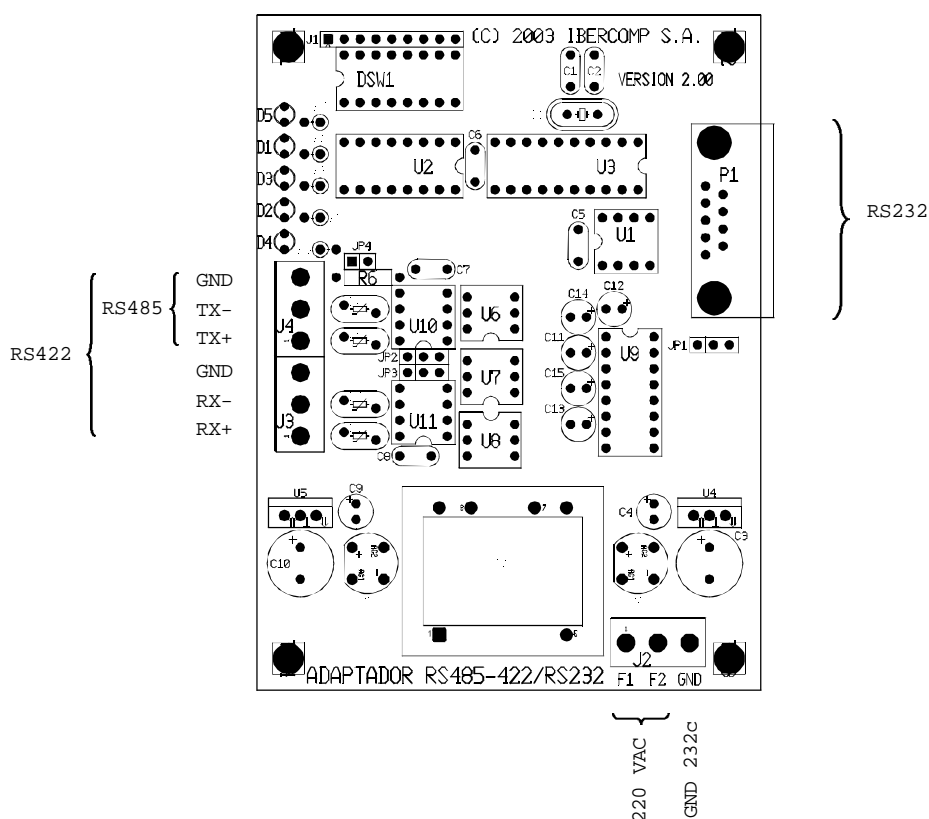 J1
(C) 2003 IBERCOMP S.A.
C1
C2
VERSION 2.00
DSW1
D5
D1
D3
D2
D4
U2
C6
U3
P1
RS232
C5
U1
JP4
R6
C7
GND
TX-
TX+
RS485
RS422
GND
RX-
RX+
J4
J3
U10
U6
JP2
JP3
U7
U11
U8
C8
C14
C12
C11
C15
C13
U9
JP1
U5
C9
C10
C4
U4
C3
J2
ADAPTADOR RS485-422/RS232
F1 F2 GND
220 VAC
GND 232c